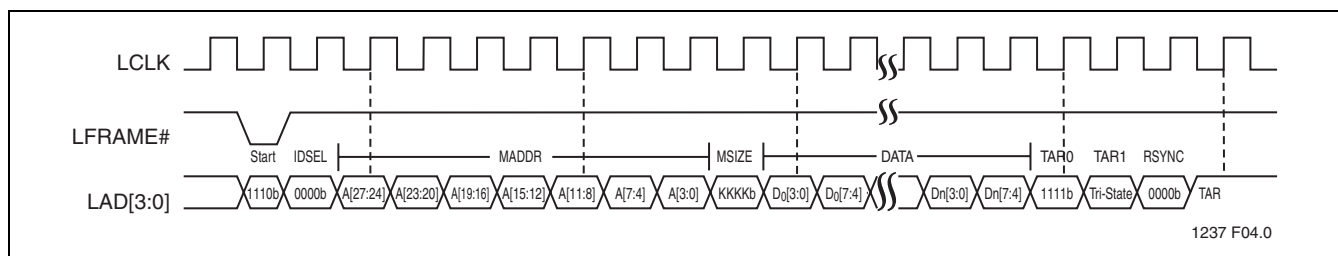 LCLK
LFRAME#
Start IDSEL MADDR MSIZE DATA TAR0 TAR1 RSYNC
LAD[3:0] 1110b 0000b A[27:24] A[23:20] A[19:16] A[15:12] A[11:8] A[7:4] A[3:0] KKKKb D0[3:0] D0[7:4] Dn[3:0] Dn[7:4] 1111b Tri-State 0000b TAR
1237 F04.0